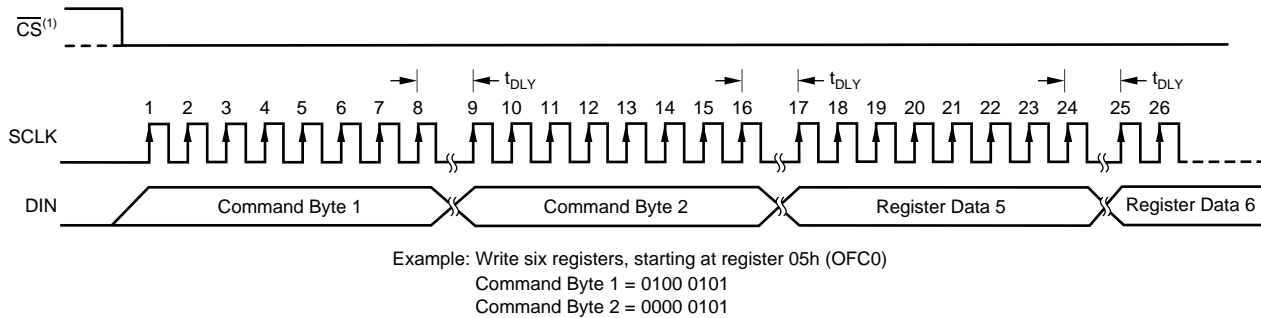 CS(1)
tDLY tDLY tDLY
1 2 3 4 5 6 7 8 9 10 11 12 13 14 15 16 17 18 19 20 21 22 23 24 25 26
SCLK
DIN Command Byte 1 Command Byte 2 Register Data 5 Register Data 6
Example: Write six registers, starting at register 05h (OFC0)
Command Byte 1 = 0100 0101
Command Byte 2 = 0000 0101